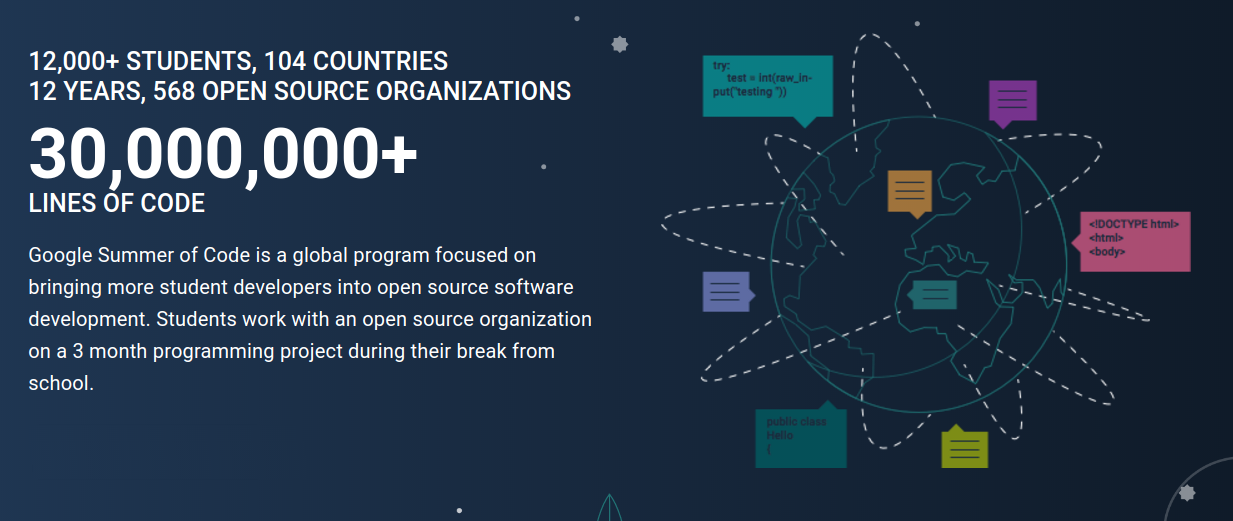 12,000+ STUDENTS, 104 COUNTRIES
12 YEARS, 568 OPEN SOURCE ORGANIZATIONS
30,000,000+
LINES OF CODE
Google Summer of Code is a global program focused on
bringing more student developers into open source software
development. Students work with an open source organization
on a 3 month programming project during their break from
school.
try:
test = int(raw_in-
put("testing "))
<!DOCTYPE html>
<html>
<body>
public class
Hello
{